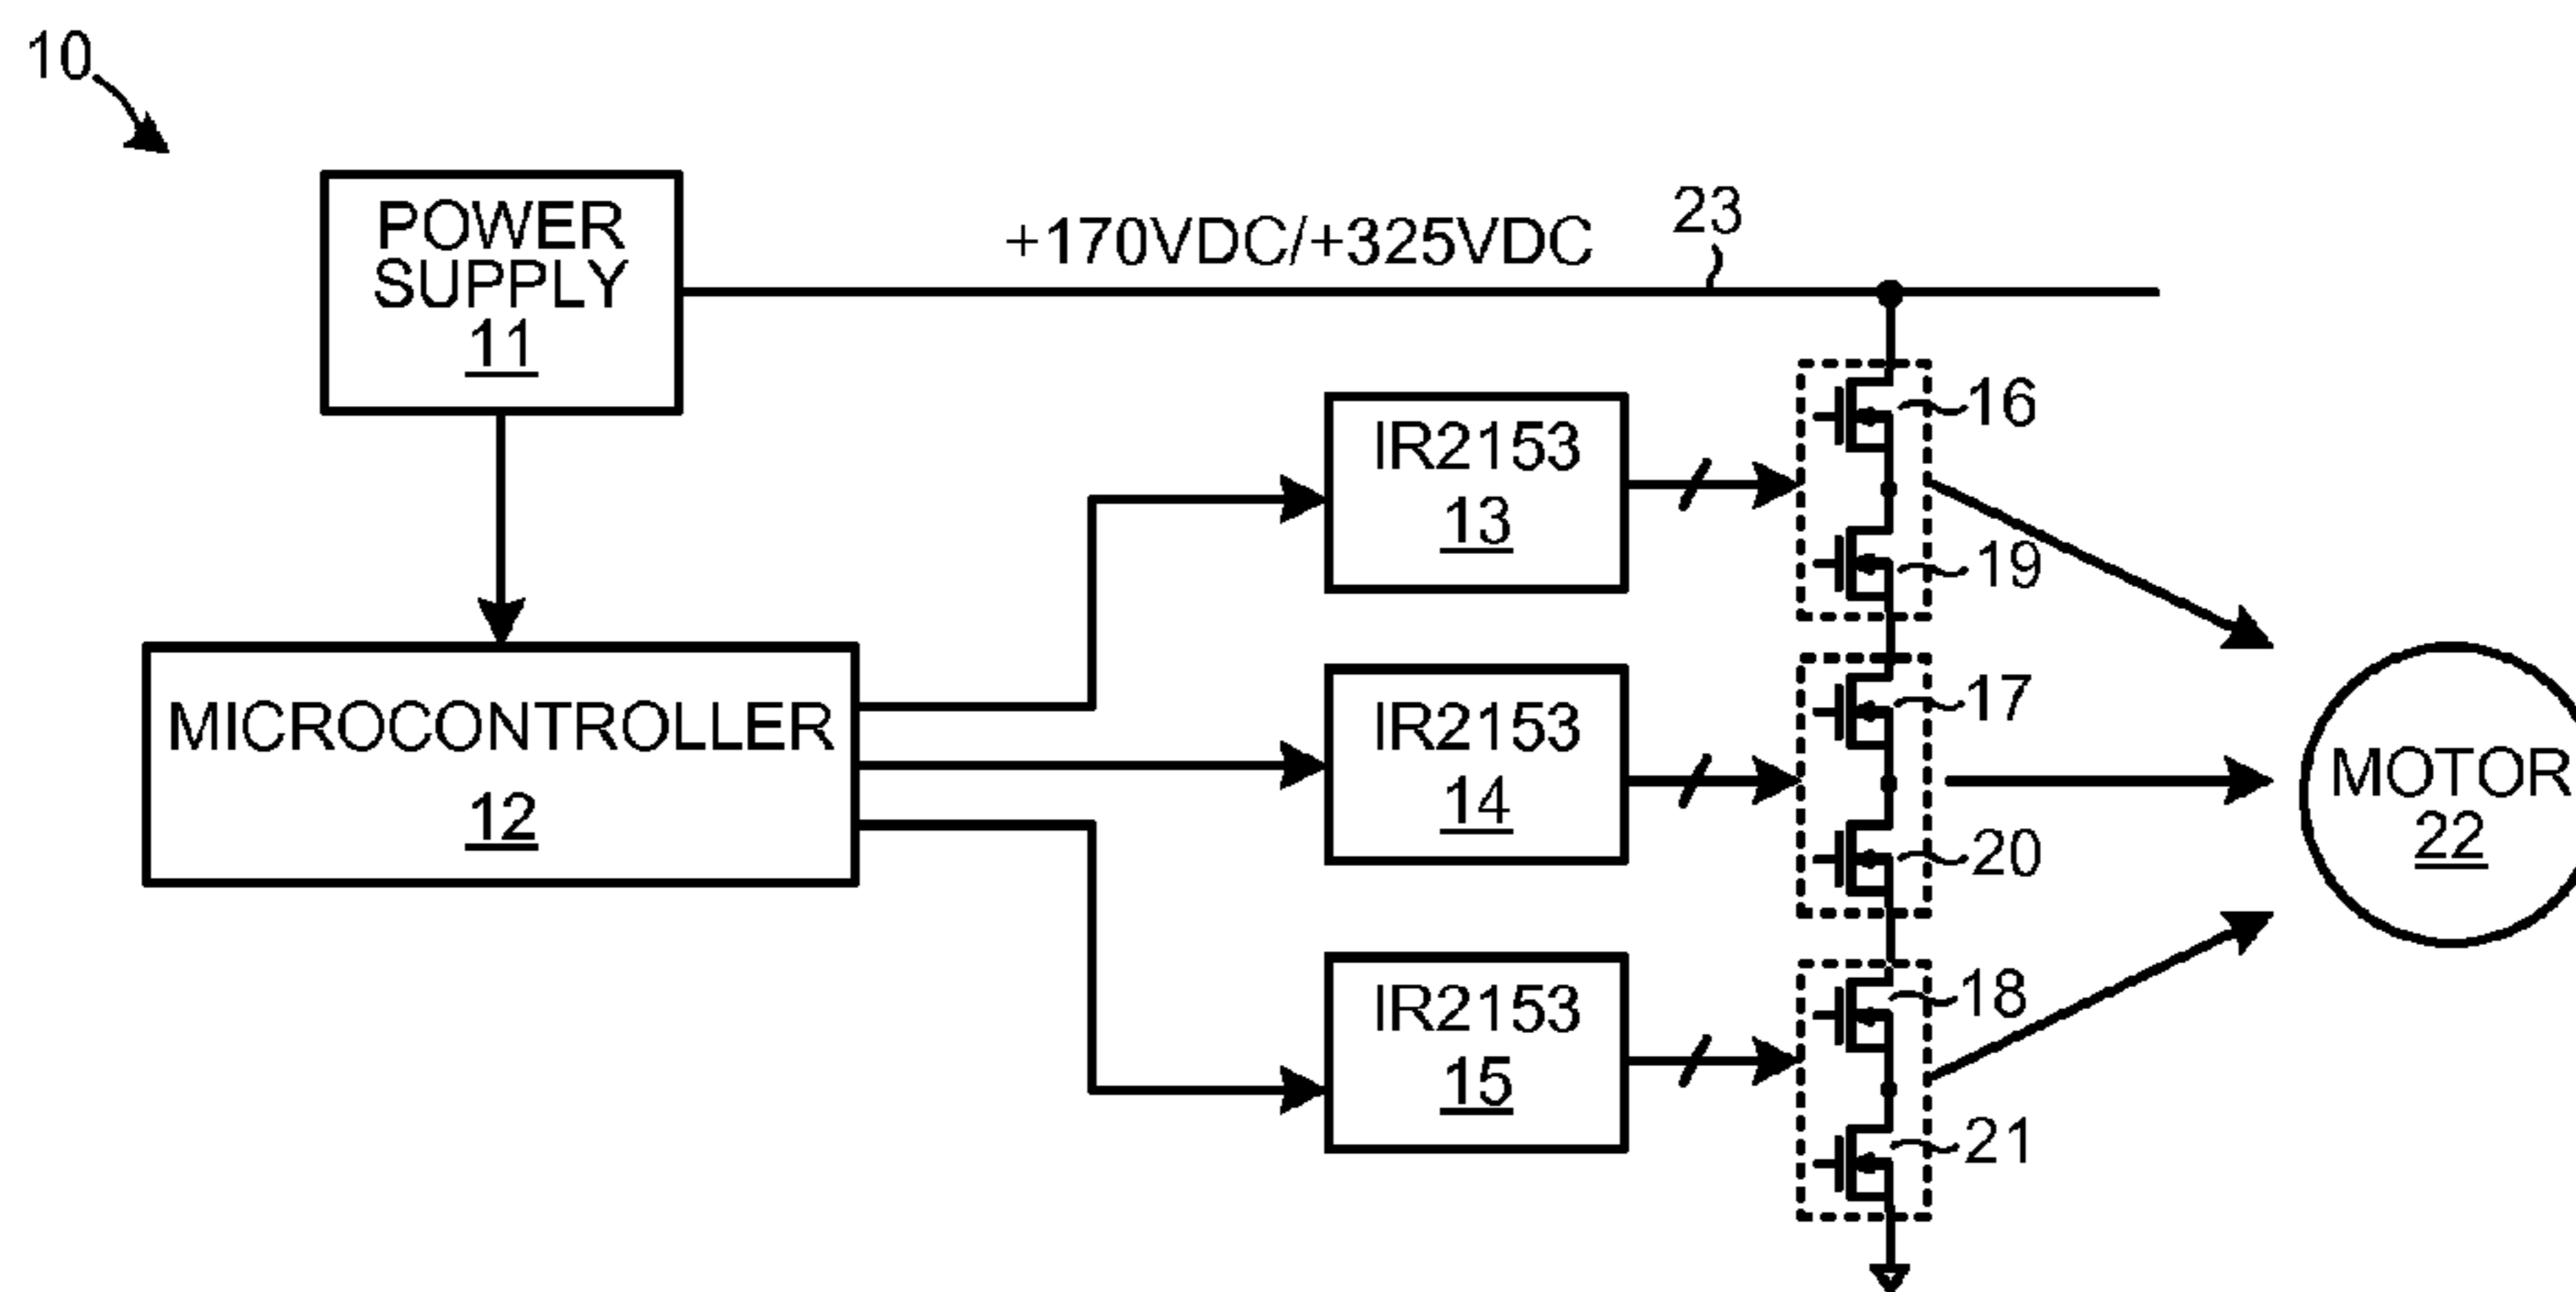 10
POWER
SUPPLY
11
+170VDC/+325VDC
23
MICROCONTROLLER
12
IR2153
13
IR2153
14
IR2153
15
16
19
17
20
18
21
MOTOR
22